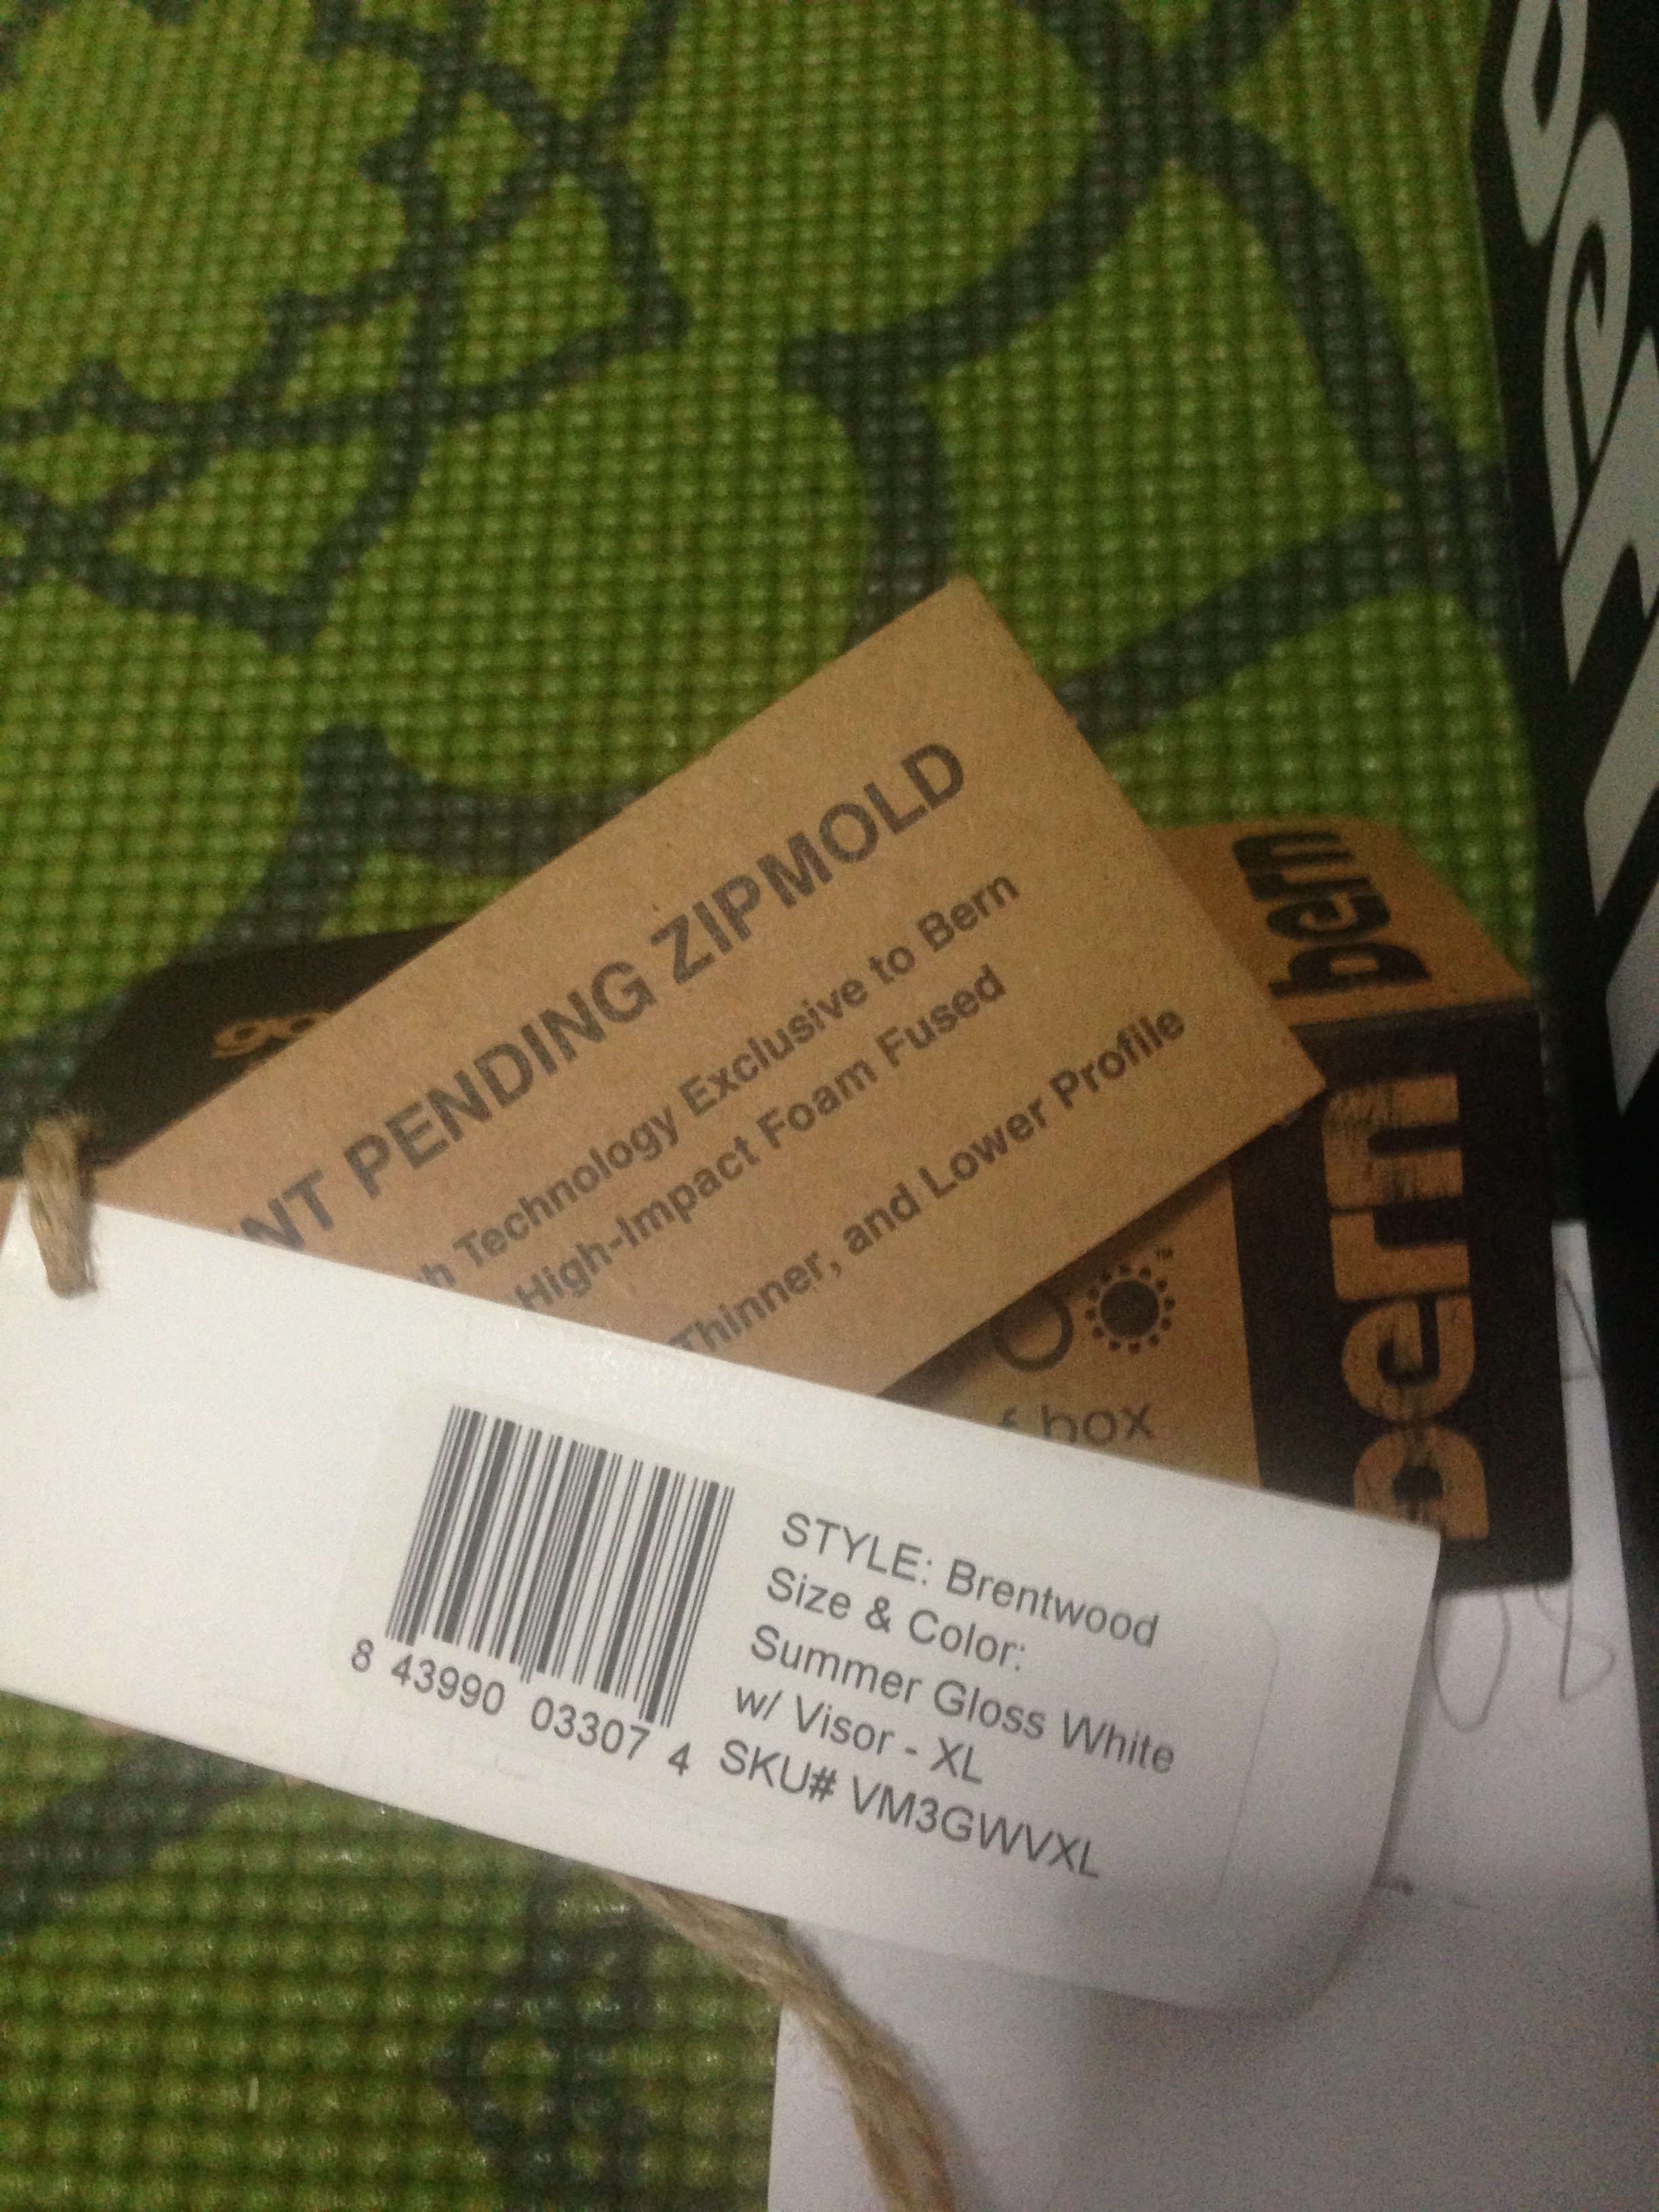 PENDING ZIPMOLD
Technology Exclusive to Bern
High-Impact Foam Fused
Thinner, and Lower Profile
bern
bern
box
STYLE: Brentwood
Size & Color:
Summer Gloss White
w/ Visor - XL
SKU# VM3GWVXL
8 43990 03307 4